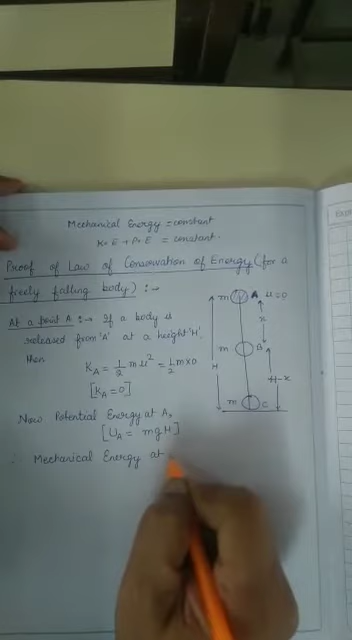 Mechanical Energy = constant
K.E + P.E = constant.
Proof of Law of Conservation of Energy (for a
freely falling body) :->
At a point A :-> If a body is
released from 'A' at a height 'H'.
then
K_A = 1/2 m u² = 1/2 m×0
[K_A = 0]
Now Potential Energy at A,
[U_A = mgH]
∴ Mechanical Energy at
m A u=0
x
m B
H
H-x
m C